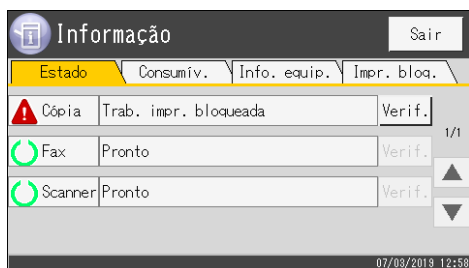 Informação
Sair
Estado Consumív. Info. equip. Impr. bloq.
Cópia Trab. impr. bloqueada Verif.
1/1
Fax Pronto Verif.
Scanner Pronto Verif.
07/03/2019 12:58